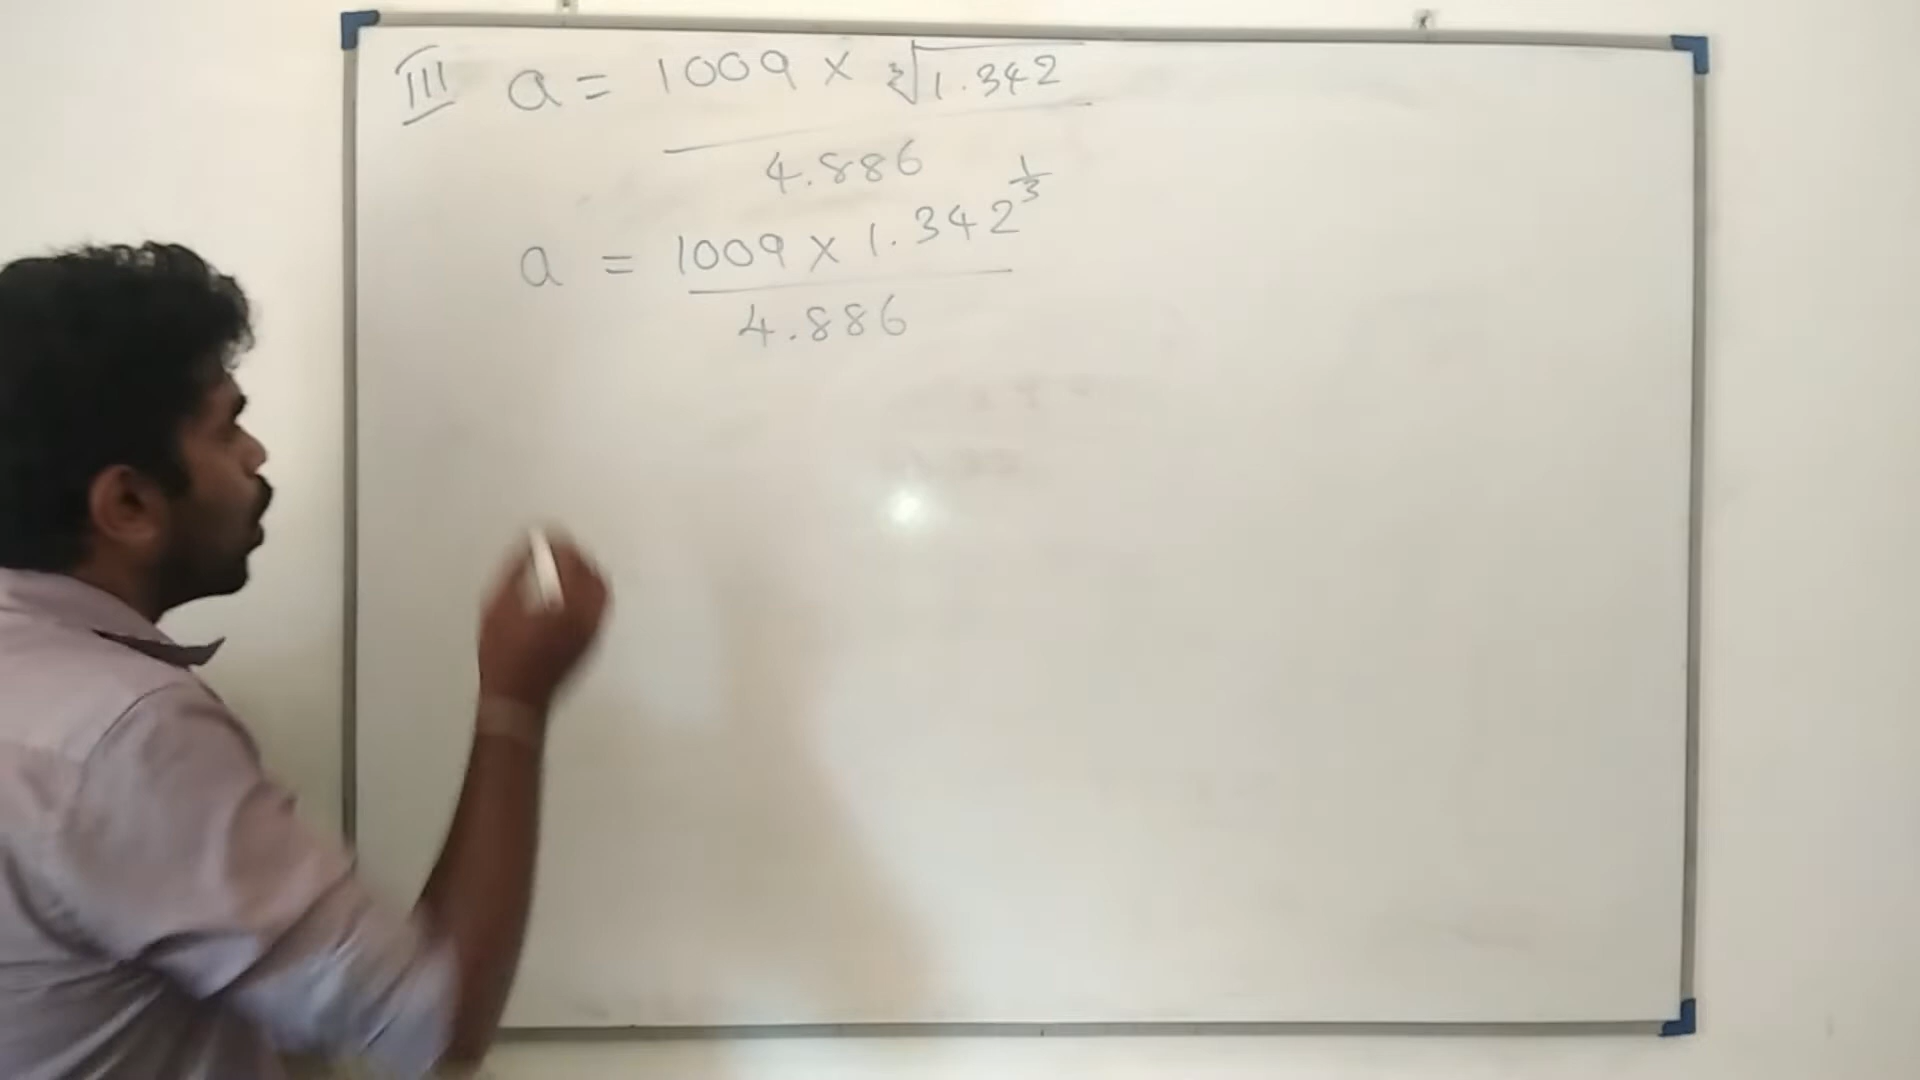 III a = 1009 × ∛1.342
4.886
a = 1009 × 1.342^1/3
4.886